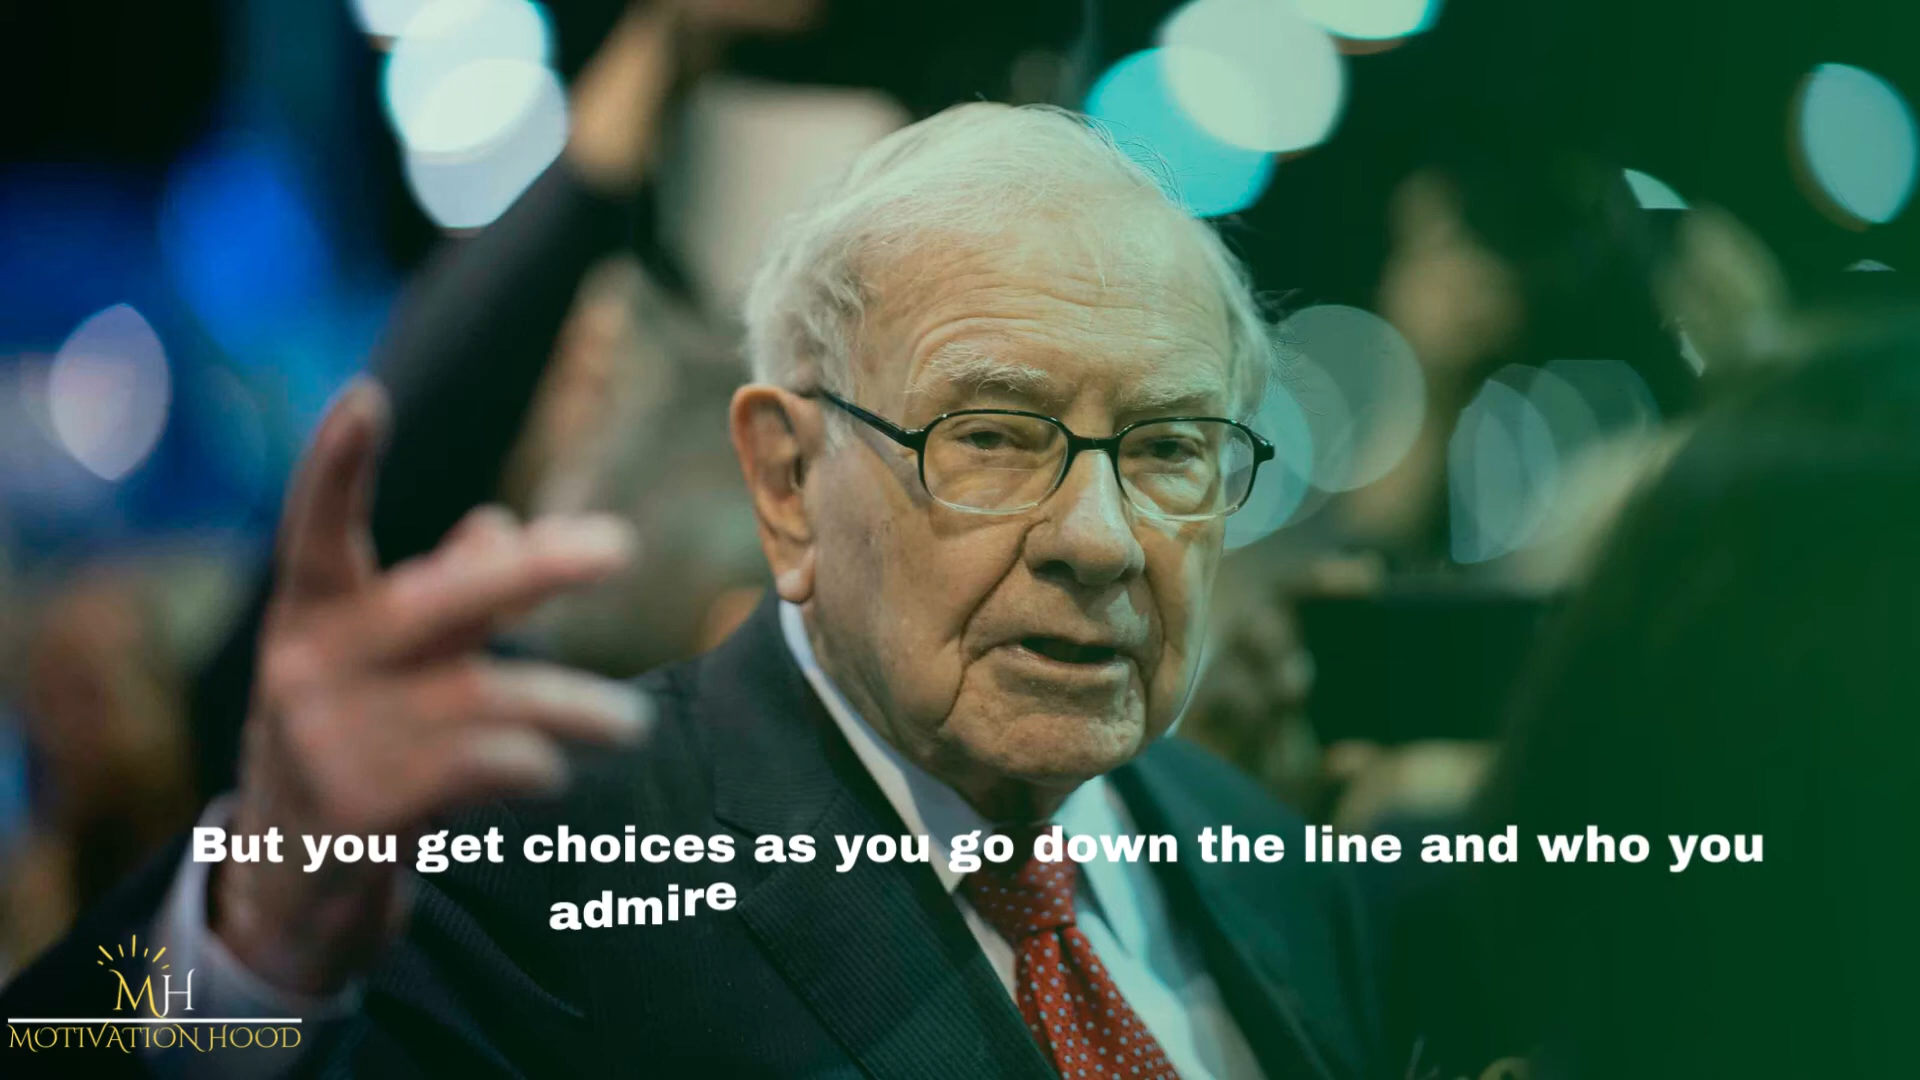 But you get choices as you go down the line and who you
admire
MH
MOTIVATION HOOD